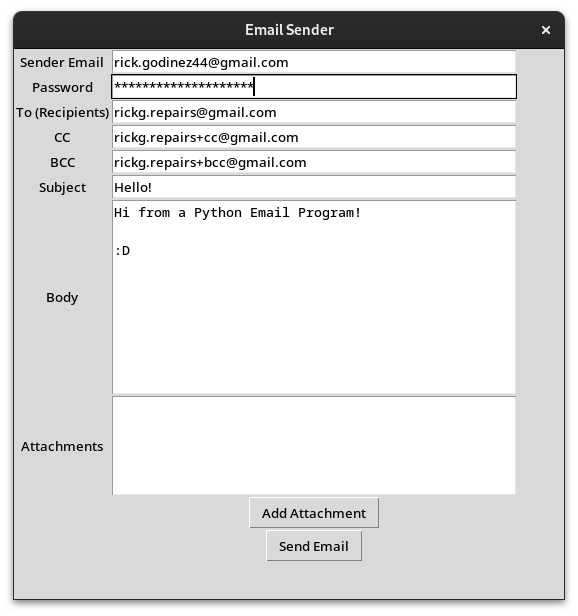 Email Sender
×
Sender Email rick.godinez44@gmail.com
Password ********************
To (Recipients) rickg.repairs@gmail.com
CC rickg.repairs+cc@gmail.com
BCC rickg.repairs+bcc@gmail.com
Subject Hello!
Hi from a Python Email Program!
:D
Body
Attachments
Add Attachment
Send Email